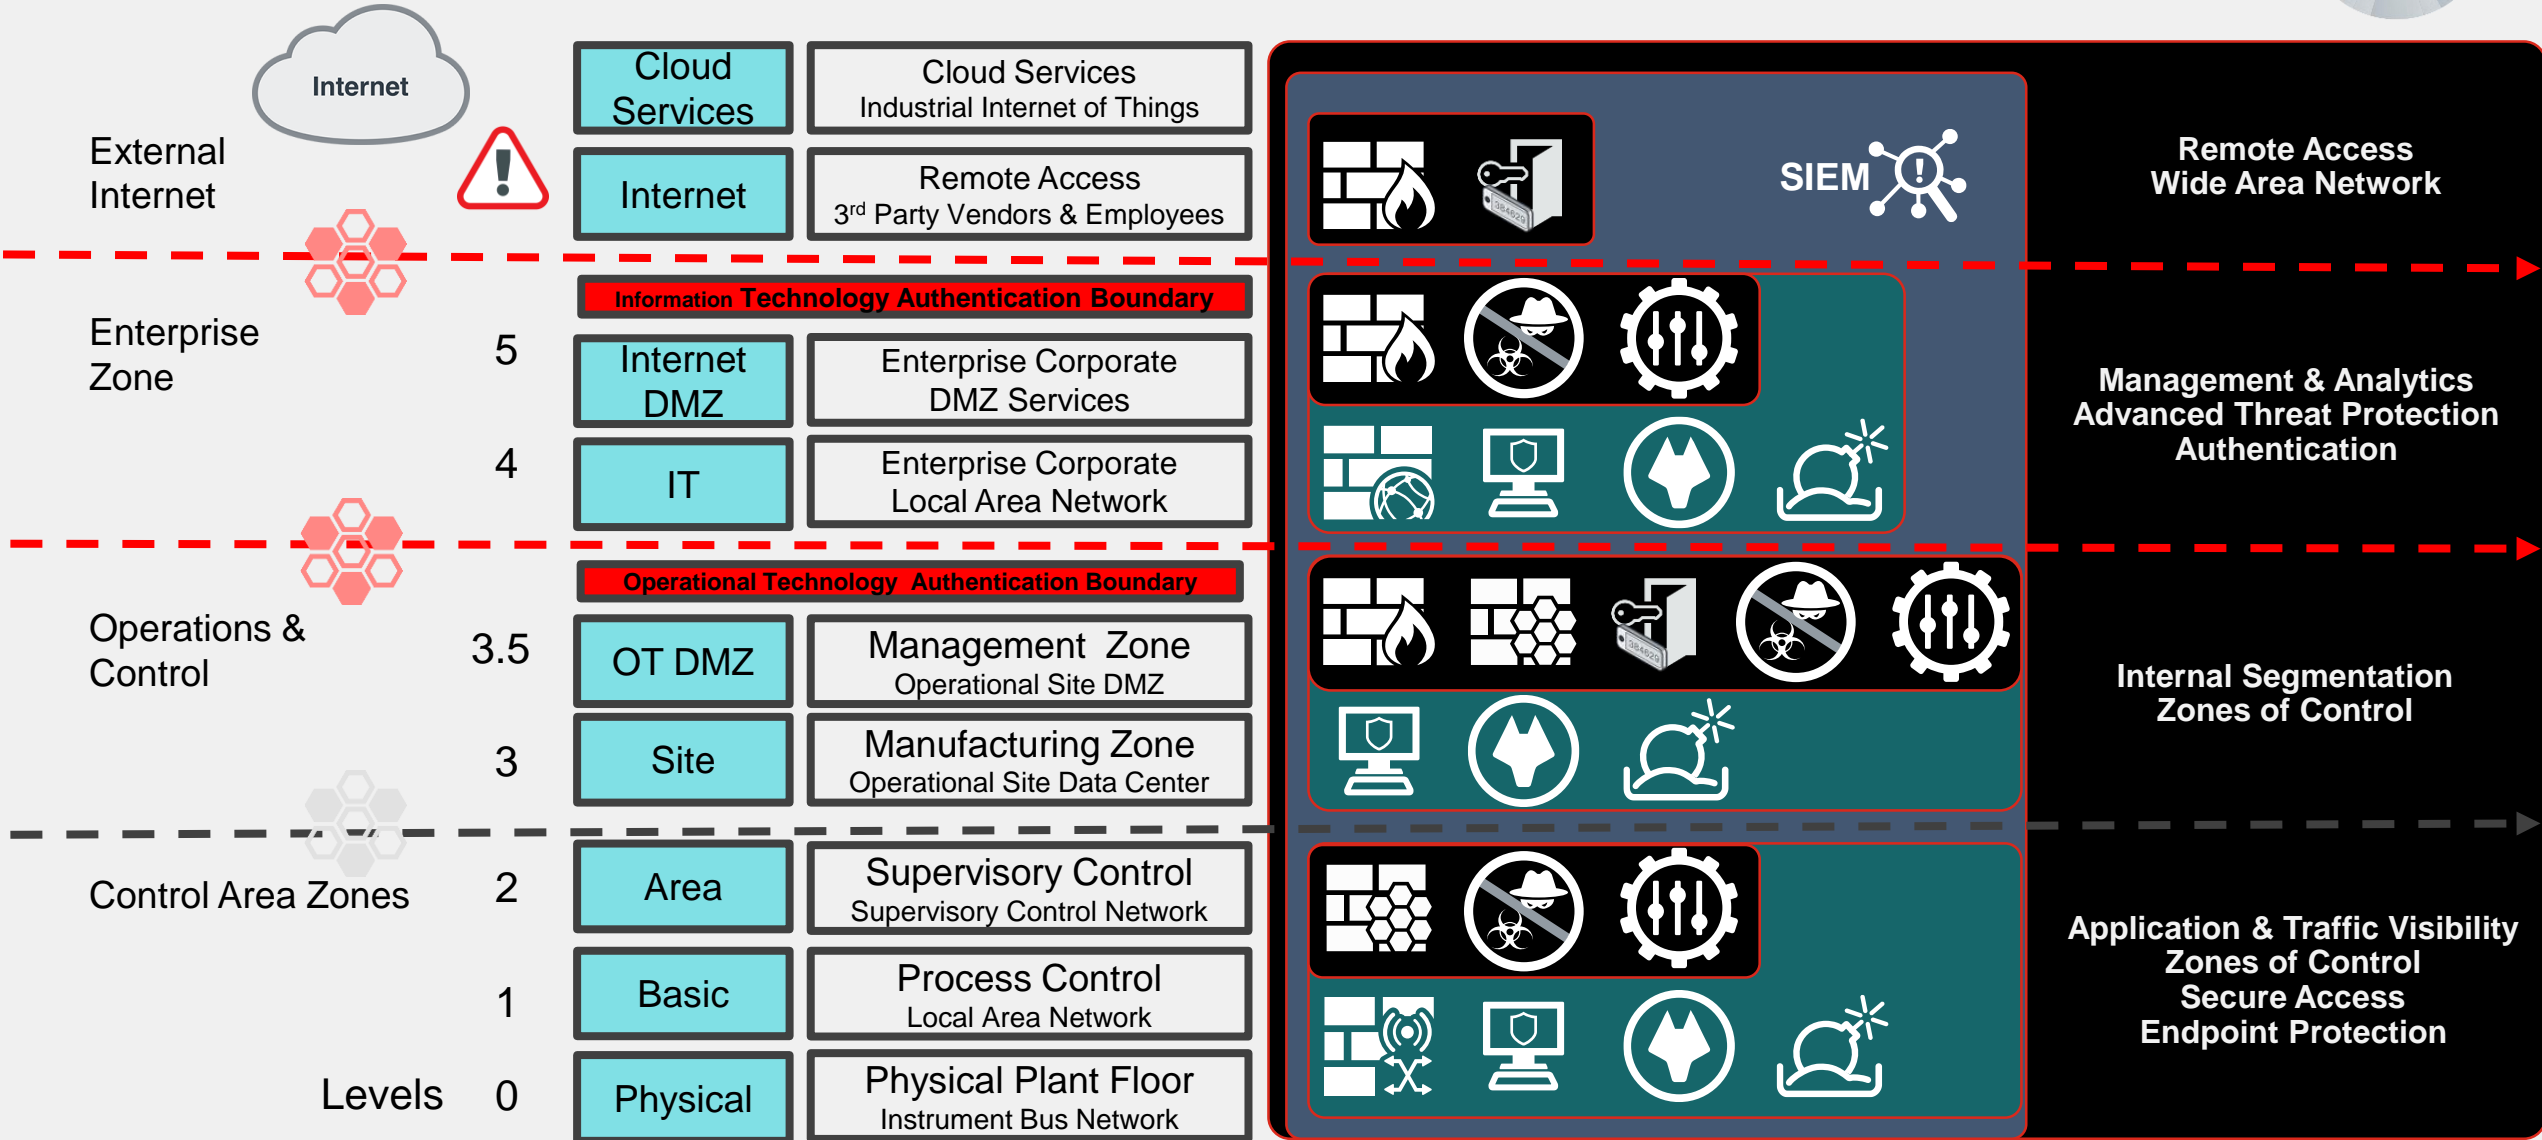 Internet
External
Internet
Cloud
Services
Cloud Services
Industrial Internet of Things
Internet
Remote Access
3rd Party Vendors & Employees
384629
SIEM
!
Remote Access
Wide Area Network
Information Technology Authentication Boundary
Enterprise
Zone
5
Internet
DMZ
Enterprise Corporate
DMZ Services
4
IT
Enterprise Corporate
Local Area Network
Management & Analytics
Advanced Threat Protection
Authentication
Operational Technology Authentication Boundary
Operations &
Control
3.5
OT DMZ
Management Zone
Operational Site DMZ
384629
3
Site
Manufacturing Zone
Operational Site Data Center
Internal Segmentation
Zones of Control
Control Area Zones
2
Area
Supervisory Control
Supervisory Control Network
1
Basic
Process Control
Local Area Network
Levels
0
Physical
Physical Plant Floor
Instrument Bus Network
Application & Traffic Visibility
Zones of Control
Secure Access
Endpoint Protection